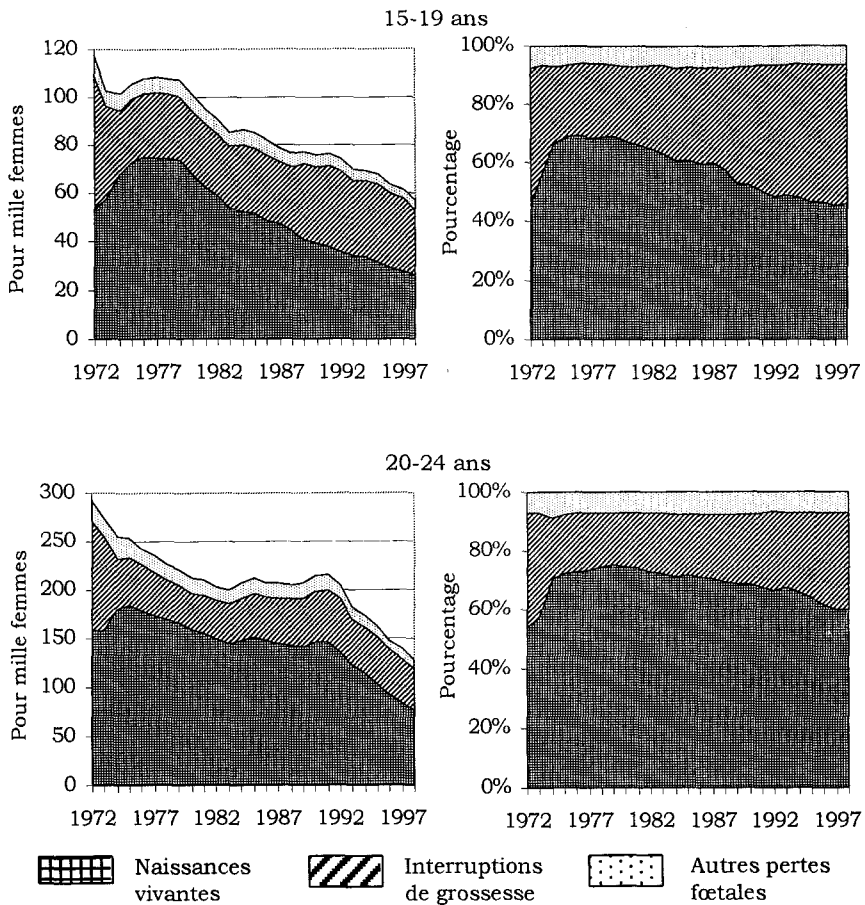 15-19 ans
Pour mille femmes
120
100
80
60
40
20
0
1972 1977 1982 1987 1992 1997
Pourcentage
100%
80%
60%
40%
20%
0%
1972 1977 1982 1987 1992 1997
20-24 ans
Pour mille femmes
300
250
200
150
100
50
0
1972 1977 1982 1987 1992 1997
Pourcentage
100%
80%
60%
40%
20%
0%
1972 1977 1982 1987 1992 1997
Naissances
vivantes
Interruptions
de grossesse
Autres pertes
fœtales